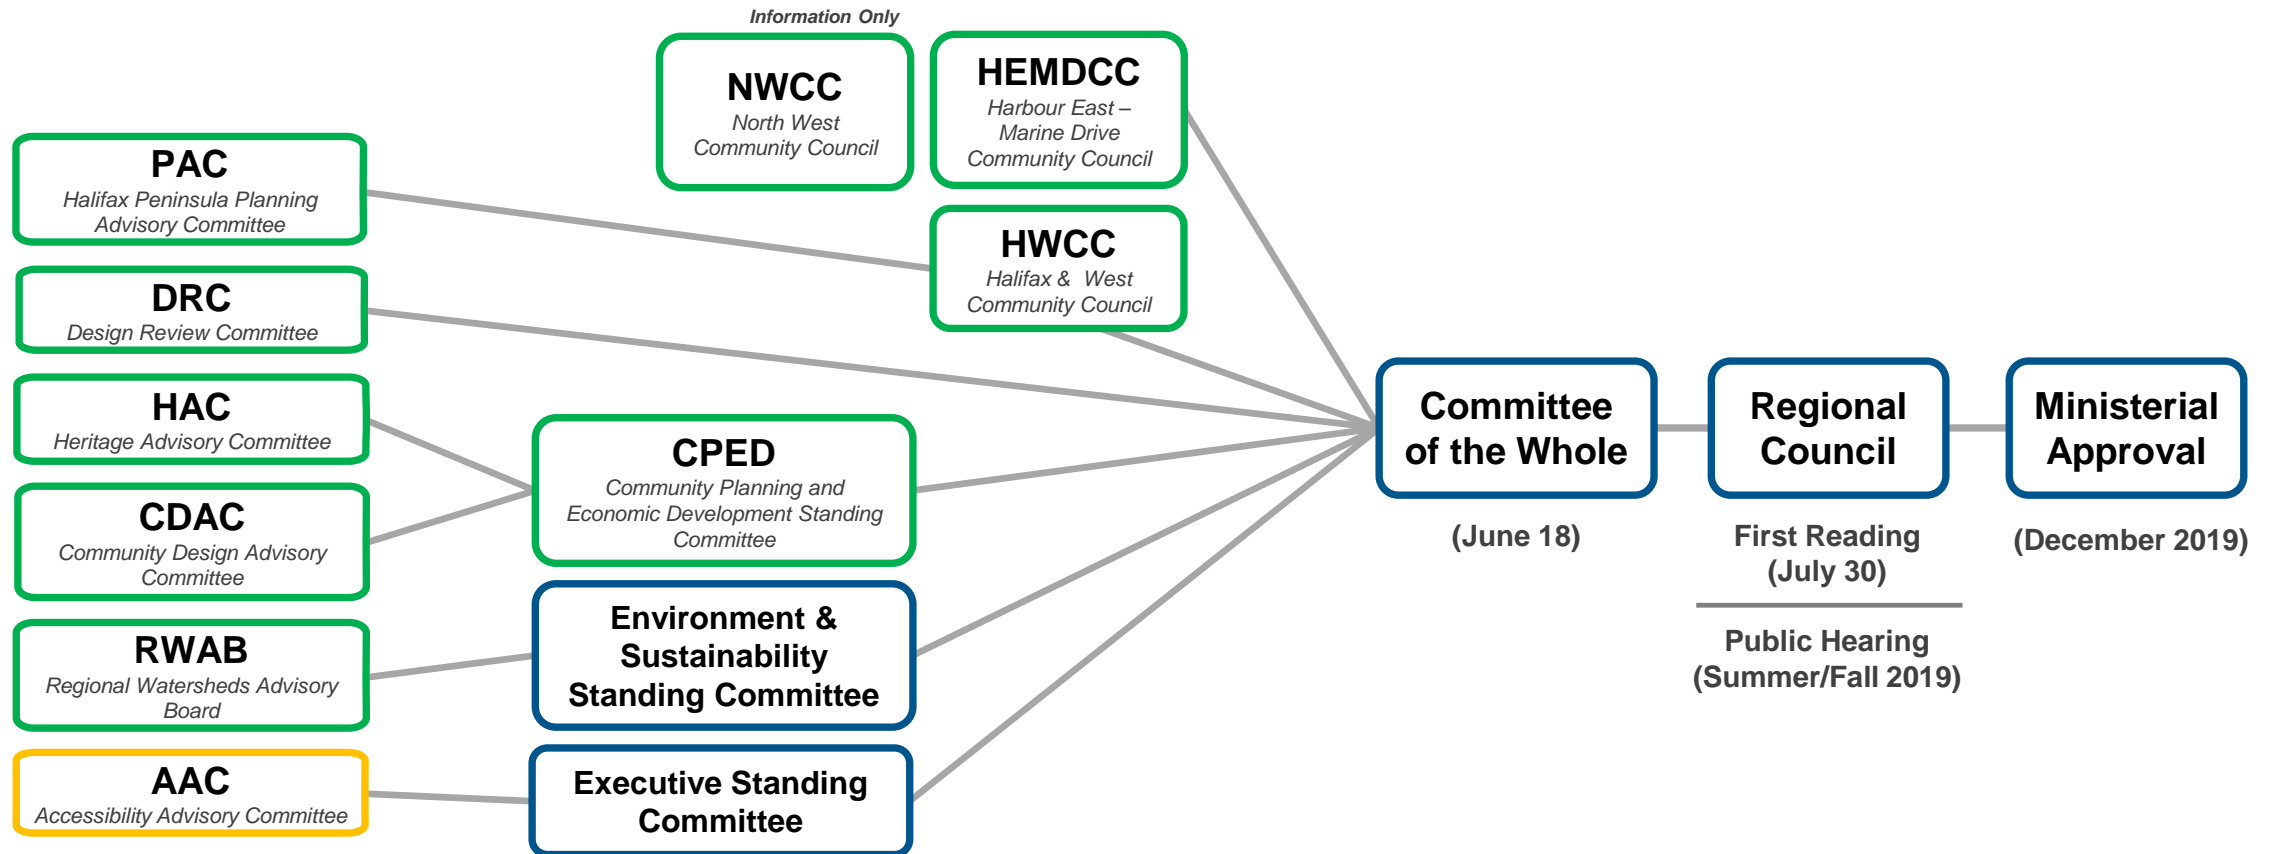 Information Only
NWCC
North West
Community Council
HEMDCC
Harbour East –
Marine Drive
Community Council
PAC
Halifax Peninsula Planning
Advisory Committee
HWCC
Halifax & West
Community Council
DRC
Design Review Committee
HAC
Heritage Advisory Committee
CPED
Community Planning and
Economic Development Standing
Committee
CDAC
Community Design Advisory
Committee
RWAB
Regional Watersheds Advisory
Board
Environment &
Sustainability
Standing Committee
AAC
Accessibility Advisory Committee
Executive Standing
Committee
Committee
of the Whole
(June 18)
Regional
Council
First Reading
(July 30)
Public Hearing
(Summer/Fall 2019)
Ministerial
Approval
(December 2019)